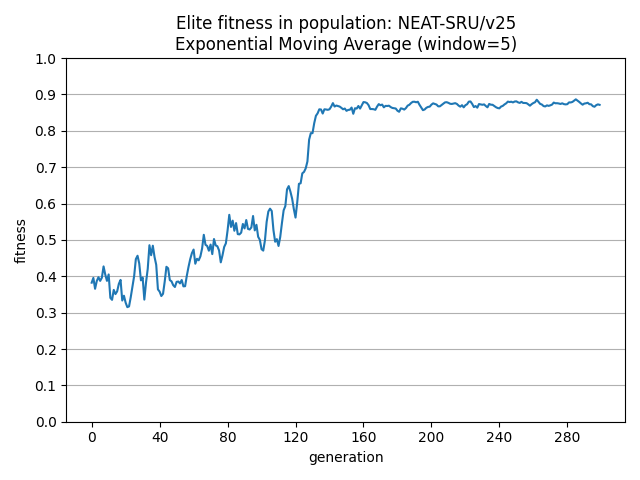 Elite fitness in population: NEAT-SRU/v25
Exponential Moving Average (window=5)
1.0
0.9
0.8
0.7
0.6
0.5
0.4
0.3
0.2
0.1
0.0
fitness
0 40 80 120 160 200 240 280
generation